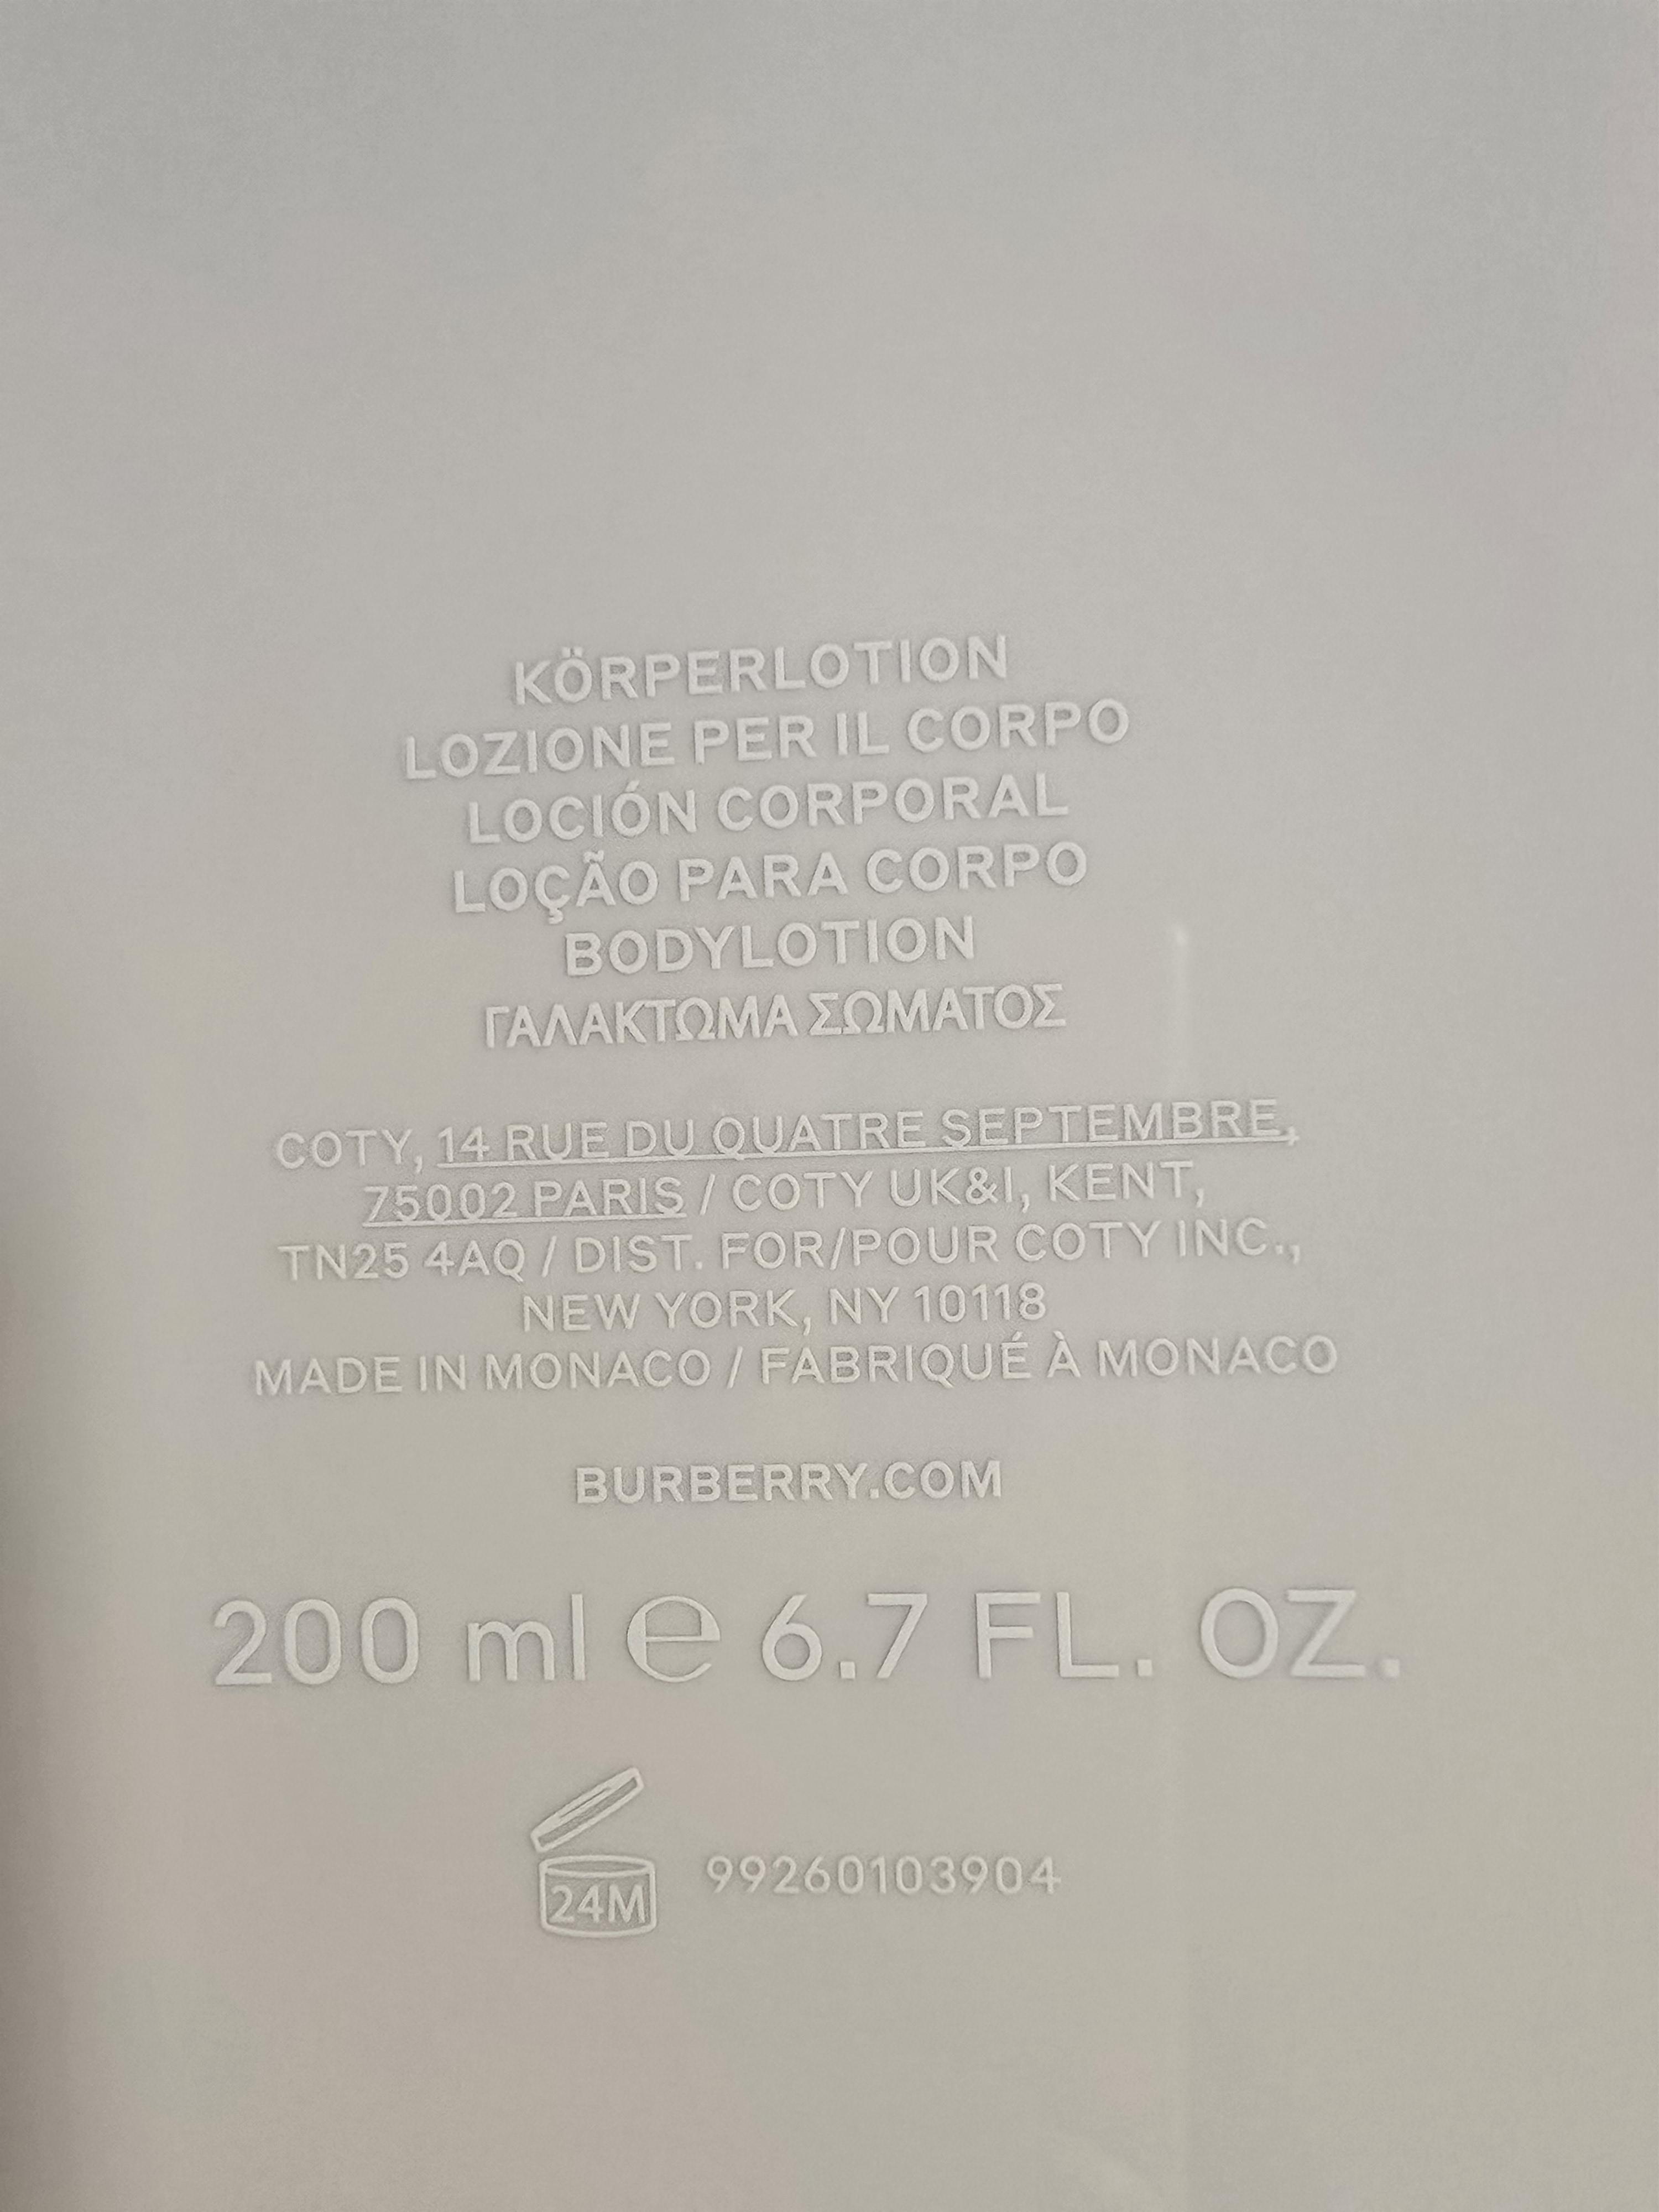 KÖRPERLOTION
LOZIONE PER IL CORPO
LOCIÓN CORPORAL
LOÇÃO PARA CORPO
BODYLOTION
ΓΑΛΑΚΤΩΜΑ ΣΩΜΑΤΟΣ
COTY, 14 RUE DU QUATRE SEPTEMBRE,
75002 PARIS / COTY UK&I, KENT,
TN25 4AQ / DIST. FOR/POUR COTY INC.,
NEW YORK, NY 10118
MADE IN MONACO / FABRIQUÉ À MONACO
BURBERRY.COM
200 ml ℮ 6.7 FL. OZ.
24M 99260103904